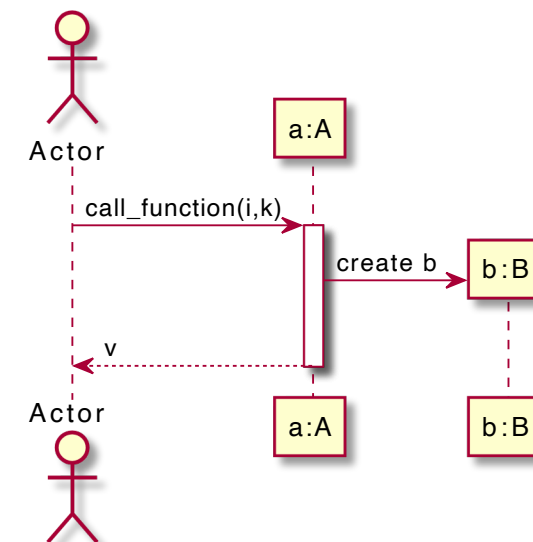 Actor
a:A
call_function(i,k)
create b
b:B
v
Actor
a:A
b:B